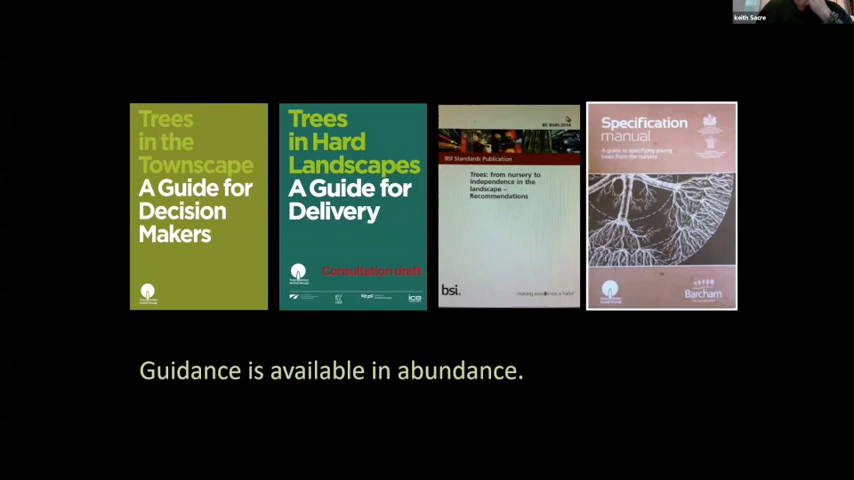 keith Sacre
Trees
in the
Townscape
A Guide for
Decision
Makers
Trees
in Hard
Landscapes
A Guide for
Delivery
Consultation draft
ice
BS 8545:2014
BSI Standards Publication
Trees: from nursery to
independence in the
landscape –
Recommendations
bsi.
...making excellence a habit.™
Specification
manual
A guide to specifying young
trees from the nursery
Barcham
Guidance is available in abundance.